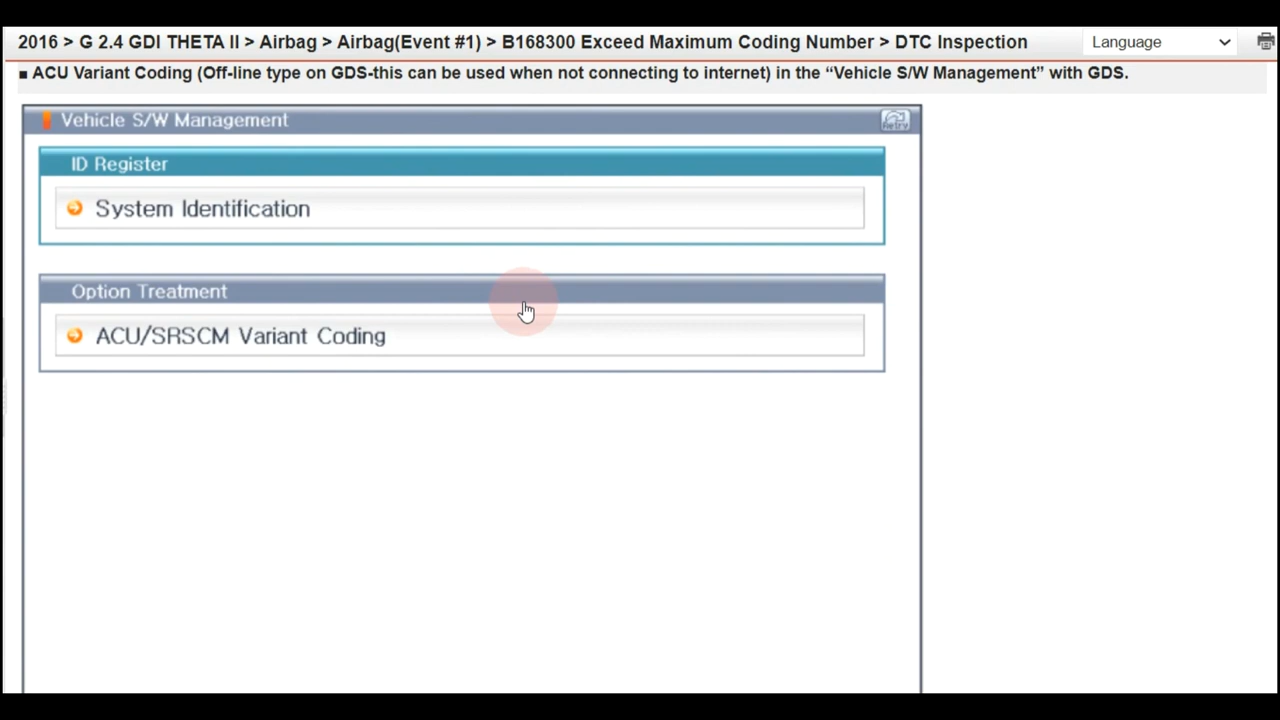 2016 > G 2.4 GDI THETA II > Airbag > Airbag(Event #1) > B168300 Exceed Maximum Coding Number > DTC Inspection
Language
■ ACU Variant Coding (Off-line type on GDS-this can be used when not connecting to internet) in the “Vehicle S/W Management” with GDS.
Vehicle S/W Management
Retry
ID Register
System Identification
Option Treatment
ACU/SRSCM Variant Coding